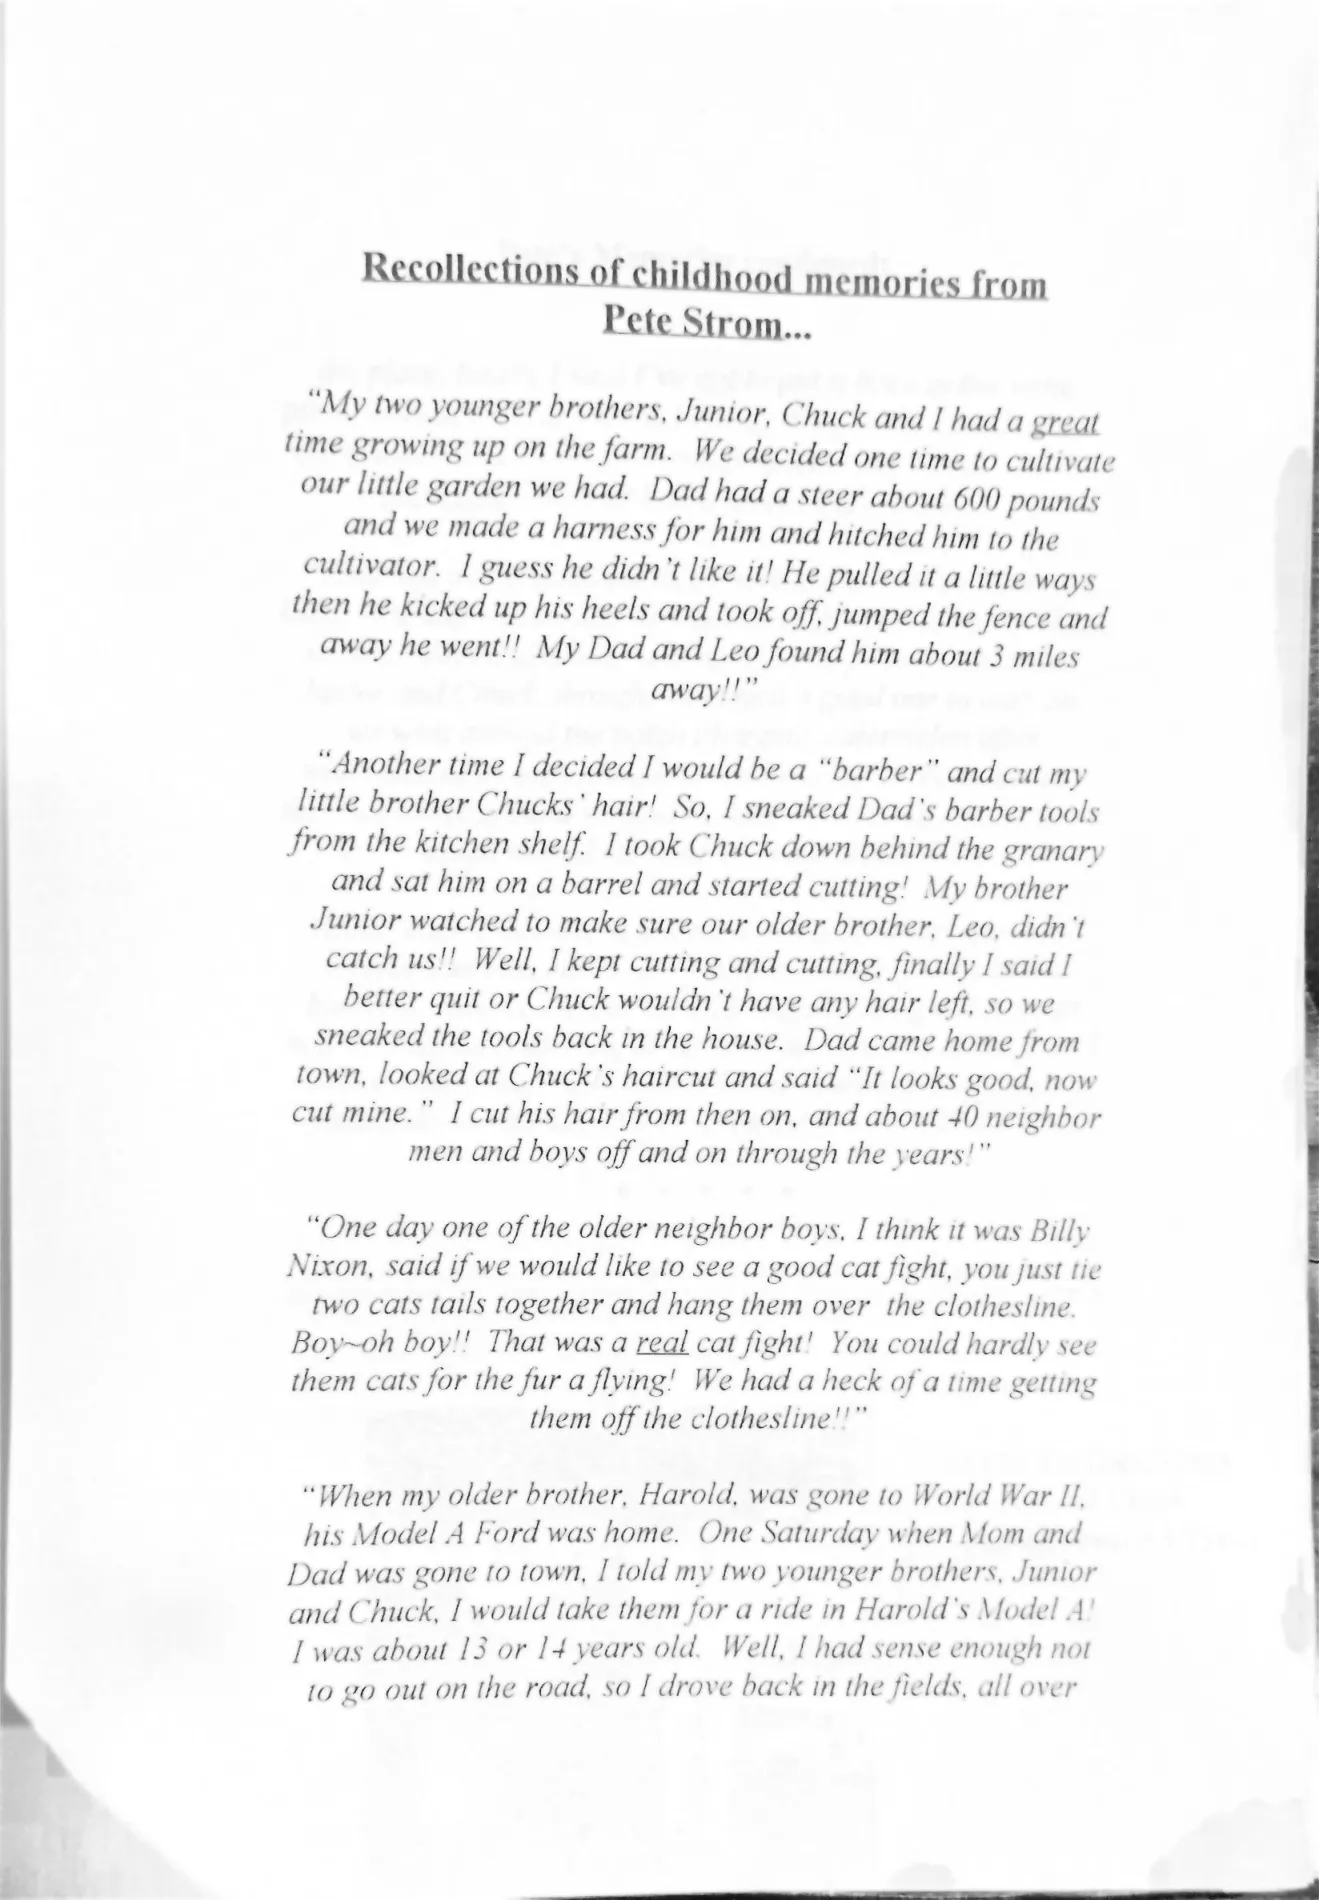 Recollections of childhood memories from
Pete Strom...
"My two younger brothers, Junior, Chuck and I had a great
time growing up on the farm. We decided one time to cultivate
our little garden we had. Dad had a steer about 600 pounds
and we made a harness for him and hitched him to the
cultivator. I guess he didn't like it! He pulled it a little ways
then he kicked up his heels and took off, jumped the fence and
away he went!! My Dad and Leo found him about 3 miles
away!!"
"Another time I decided I would be a "barber" and cut my
little brother Chucks' hair! So, I sneaked Dad's barber tools
from the kitchen shelf. I took Chuck down behind the granary
and sat him on a barrel and started cutting! My brother
Junior watched to make sure our older brother, Leo, didn't
catch us!! Well, I kept cutting and cutting, finally I said I
better quit or Chuck wouldn't have any hair left, so we
sneaked the tools back in the house. Dad came home from
town, looked at Chuck's haircut and said "It looks good, now
cut mine." I cut his hair from then on, and about 40 neighbor
men and boys off and on through the years!"
"One day one of the older neighbor boys, I think it was Billy
Nixon, said if we would like to see a good cat fight, you just tie
two cats tails together and hang them over the clothesline.
Boy~oh boy!! That was a real cat fight! You could hardly see
them cats for the fur a flying! We had a heck of a time getting
them off the clothesline!!"
"When my older brother, Harold, was gone to World War II,
his Model A Ford was home. One Saturday when Mom and
Dad was gone to town, I told my two younger brothers, Junior
and Chuck, I would take them for a ride in Harold's Model A!
I was about 13 or 14 years old. Well, I had sense enough not
to go out on the road, so I drove back in the fields, all over